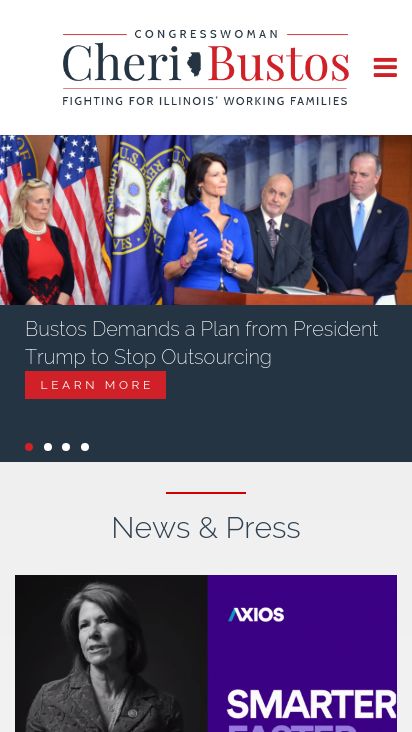 CONGRESSWOMAN
Cheri Bustos
FIGHTING FOR ILLINOIS' WORKING FAMILIES
Bustos Demands a Plan from President
Trump to Stop Outsourcing
LEARN MORE
News & Press
AXIOS
SMARTER
FASTER